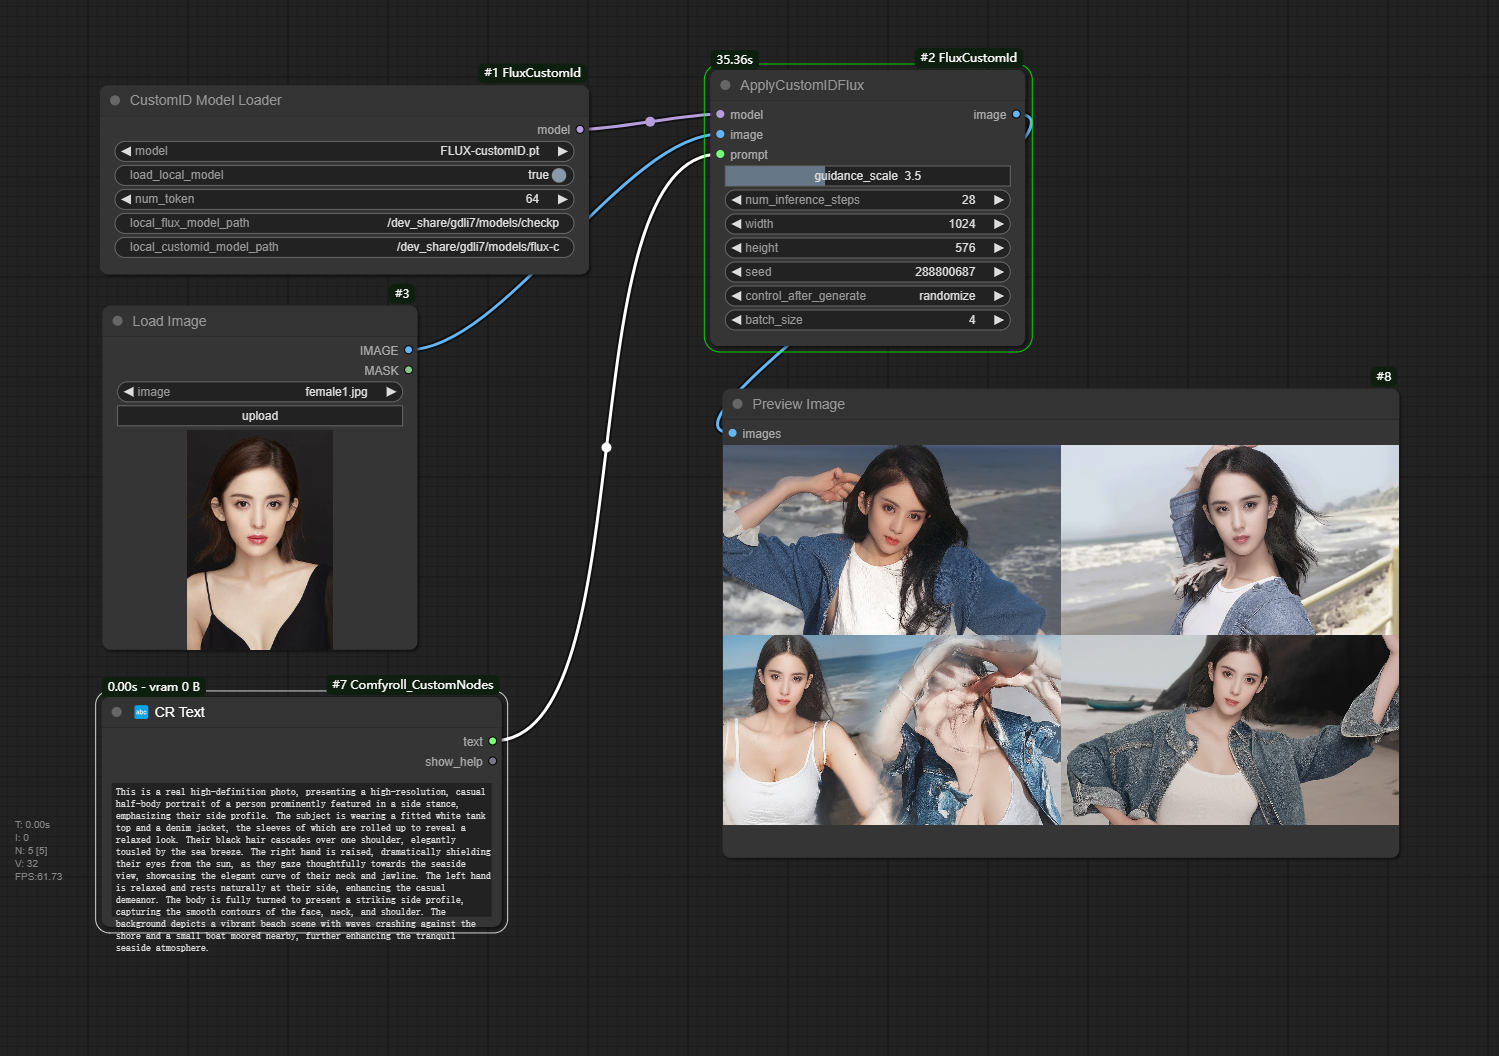 #1 FluxCustomId
CustomID Model Loader
model
model FLUX-customID.pt
load_local_model true
num_token 64
local_flux_model_path /dev_share/gdli7/models/checkp
local_customid_model_path /dev_share/gdli7/models/flux-c
#3
Load Image
IMAGE
MASK
image female1.jpg
upload
0.00s - vram 0 B
#7 Comfyroll_CustomNodes
abc CR Text
text
show_help
This is a real high-definition photo, presenting a high-resolution, casual
half-body portrait of a person prominently featured in a side stance,
emphasizing their side profile. The subject is wearing a fitted white tank
top and a denim jacket, the sleeves of which are rolled up to reveal a
relaxed look. Their black hair cascades over one shoulder, elegantly
tousled by the sea breeze. The right hand is raised, dramatically shielding
their eyes from the sun, as they gaze thoughtfully towards the seaside
view, showcasing the elegant curve of their neck and jawline. The left hand
is relaxed and rests naturally at their side, enhancing the casual
demeanor. The body is fully turned to present a striking side profile,
capturing the smooth contours of the face, neck, and shoulder. The
background depicts a vibrant beach scene with waves crashing against the
shore and a small boat moored nearby, further enhancing the tranquil
seaside atmosphere.
T: 0.00s
I: 0
N: 5 [5]
V: 32
FPS:61.73
35.36s
#2 FluxCustomId
ApplyCustomIDFlux
model image
image
prompt
guidance_scale 3.5
num_inference_steps 28
width 1024
height 576
seed 288800687
control_after_generate randomize
batch_size 4
#8
Preview Image
images